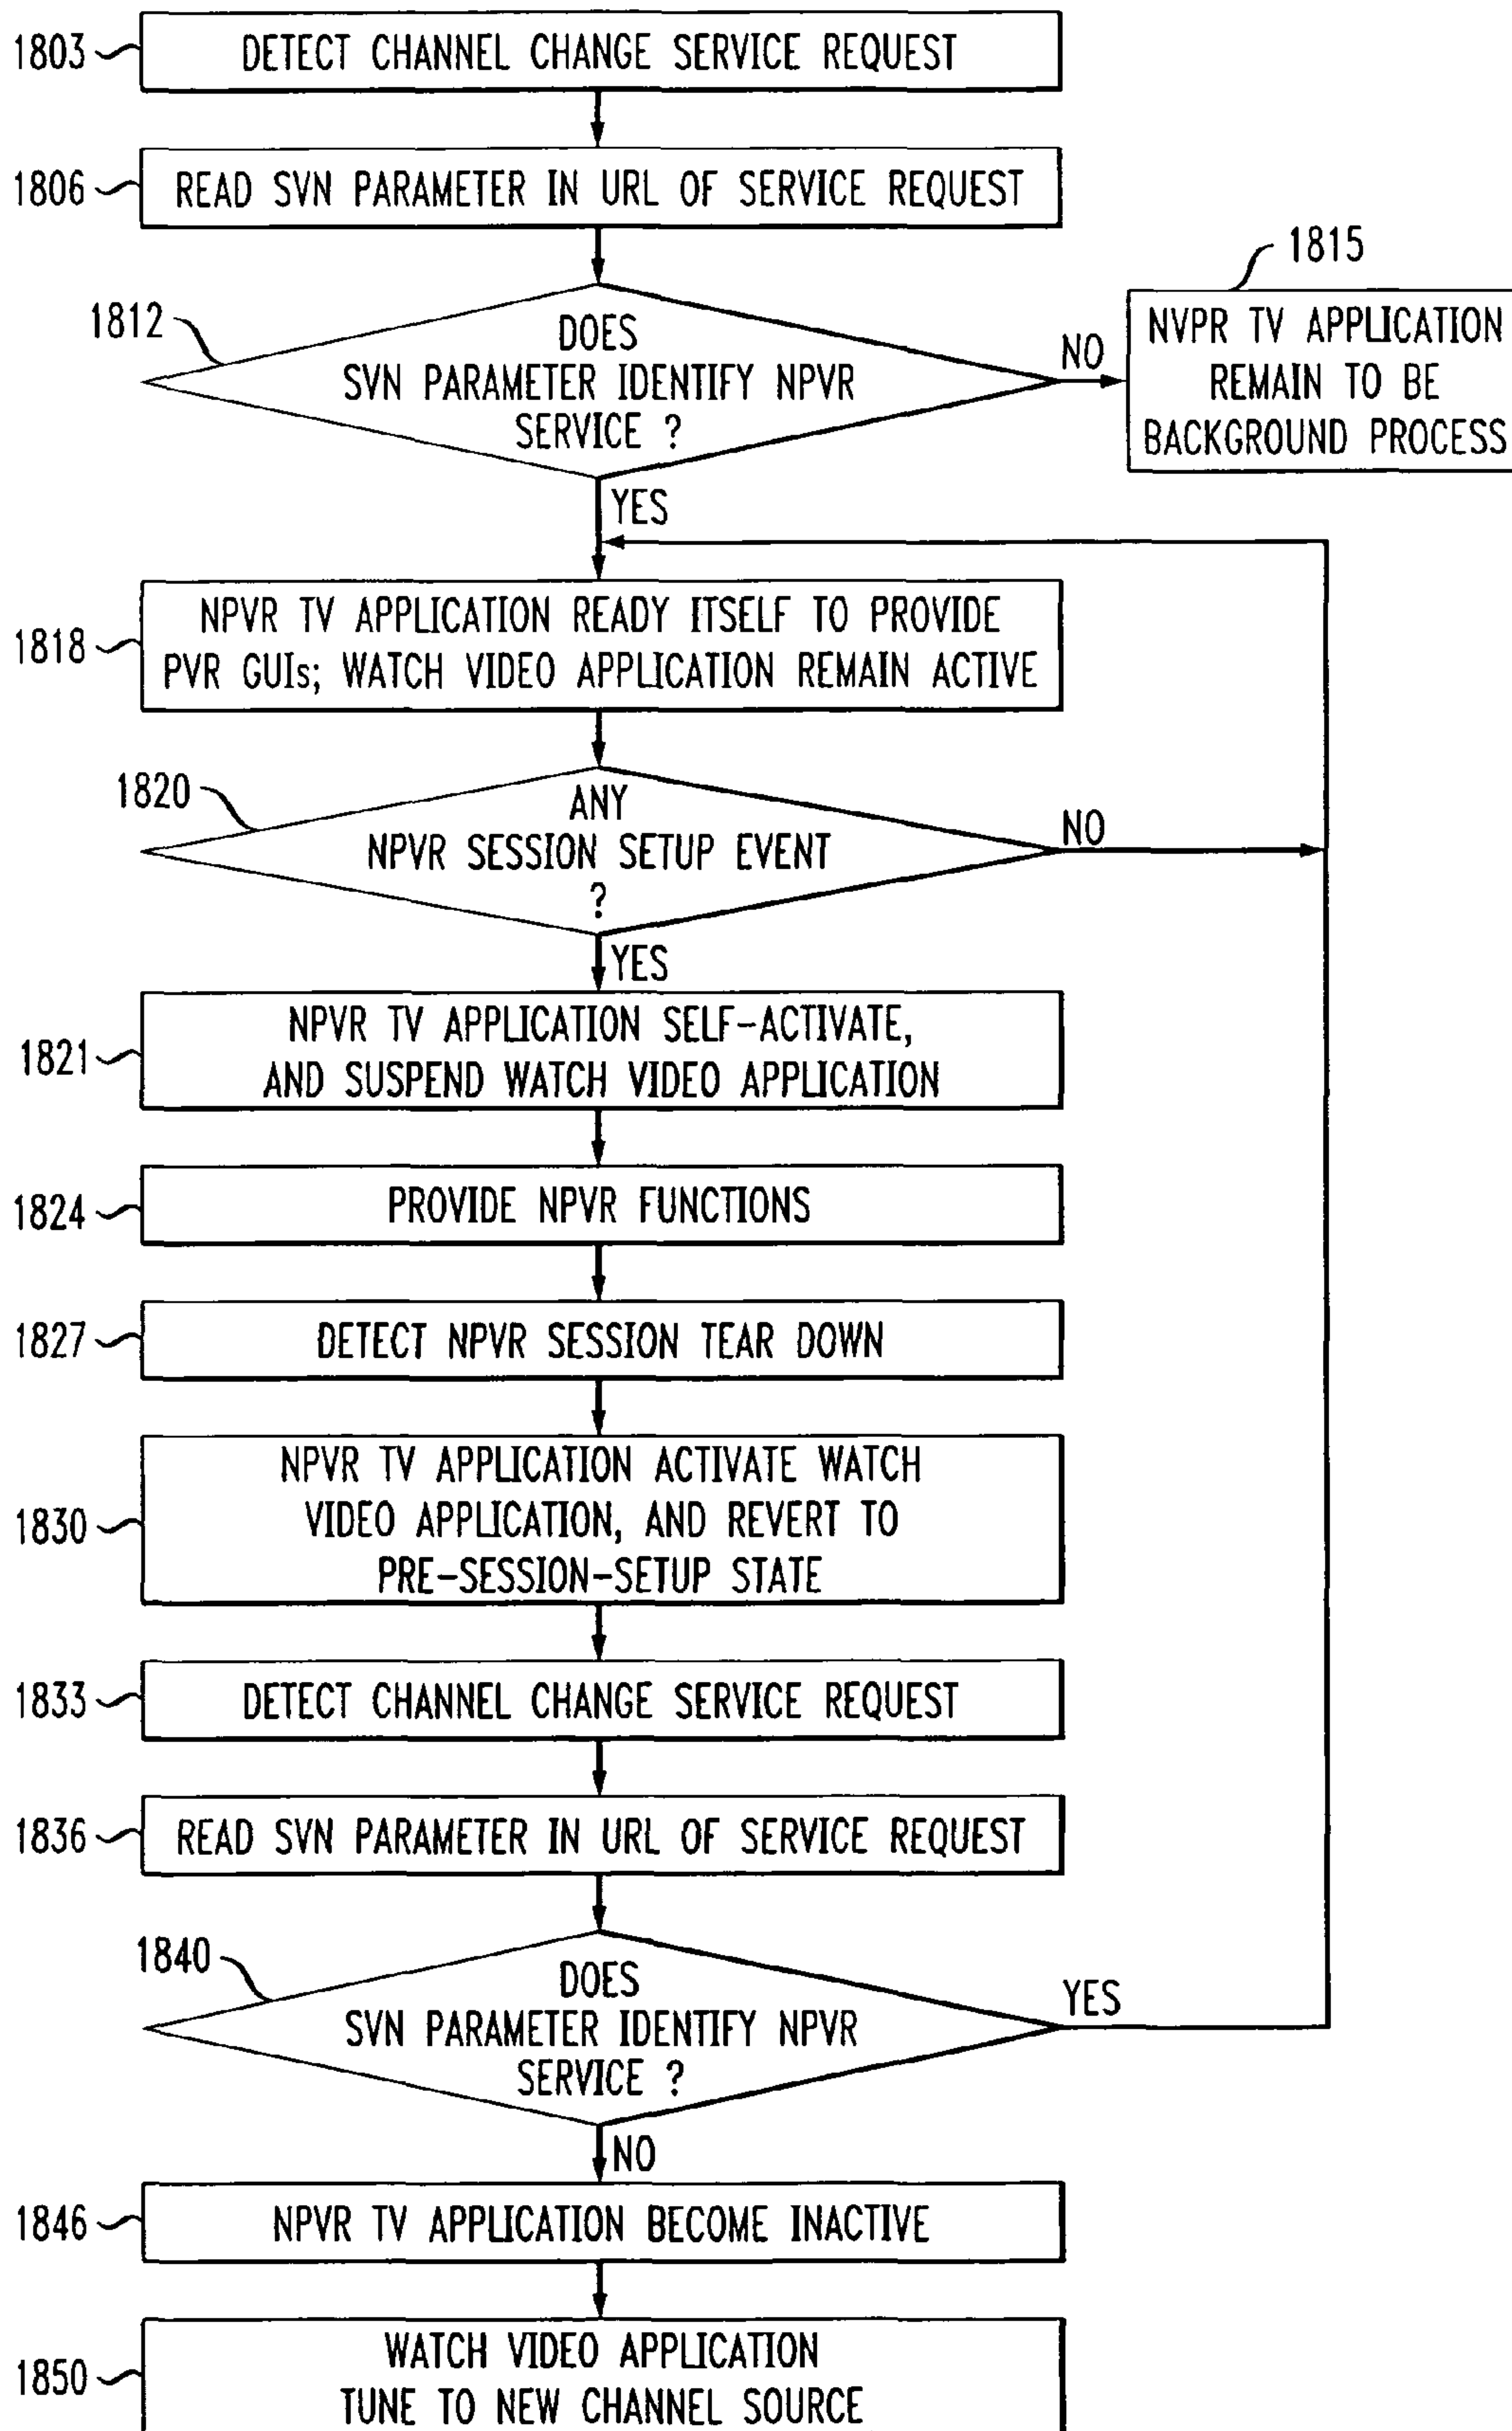 1803
DETECT CHANNEL CHANGE SERVICE REQUEST
1806
READ SVN PARAMETER IN URL OF SERVICE REQUEST
1815
1812
DOES
SVN PARAMETER IDENTIFY NPVR
SERVICE ?
NO
NVPR TV APPLICATION
REMAIN TO BE
BACKGROUND PROCESS
YES
1818
NPVR TV APPLICATION READY ITSELF TO PROVIDE
PVR GUIs; WATCH VIDEO APPLICATION REMAIN ACTIVE
1820
ANY
NPVR SESSION SETUP EVENT
?
NO
YES
1821
NPVR TV APPLICATION SELF-ACTIVATE,
AND SUSPEND WATCH VIDEO APPLICATION
1824
PROVIDE NPVR FUNCTIONS
1827
DETECT NPVR SESSION TEAR DOWN
1830
NPVR TV APPLICATION ACTIVATE WATCH
VIDEO APPLICATION, AND REVERT TO
PRE-SESSION-SETUP STATE
1833
DETECT CHANNEL CHANGE SERVICE REQUEST
1836
READ SVN PARAMETER IN URL OF SERVICE REQUEST
1840
DOES
SVN PARAMETER IDENTIFY NPVR
SERVICE ?
YES
NO
1846
NPVR TV APPLICATION BECOME INACTIVE
1850
WATCH VIDEO APPLICATION
TUNE TO NEW CHANNEL SOURCE